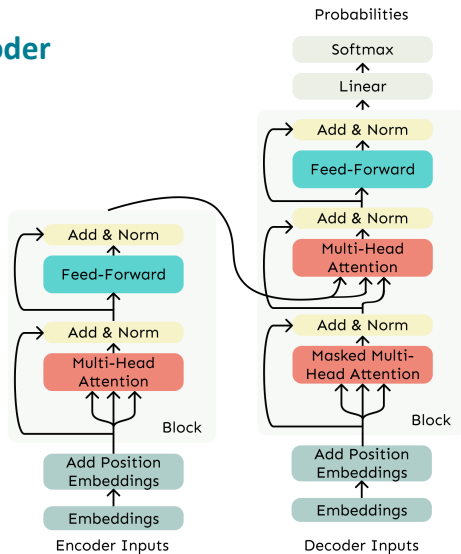 Probabilities
Softmax
Linear
Add & Norm
Feed-Forward
Add & Norm
Multi-Head
Attention
Add & Norm
Masked Multi-
Head Attention
Block
Add Position
Embeddings
Embeddings
Decoder Inputs
Add & Norm
Feed-Forward
Add & Norm
Multi-Head
Attention
Block
Add Position
Embeddings
Embeddings
Encoder Inputs